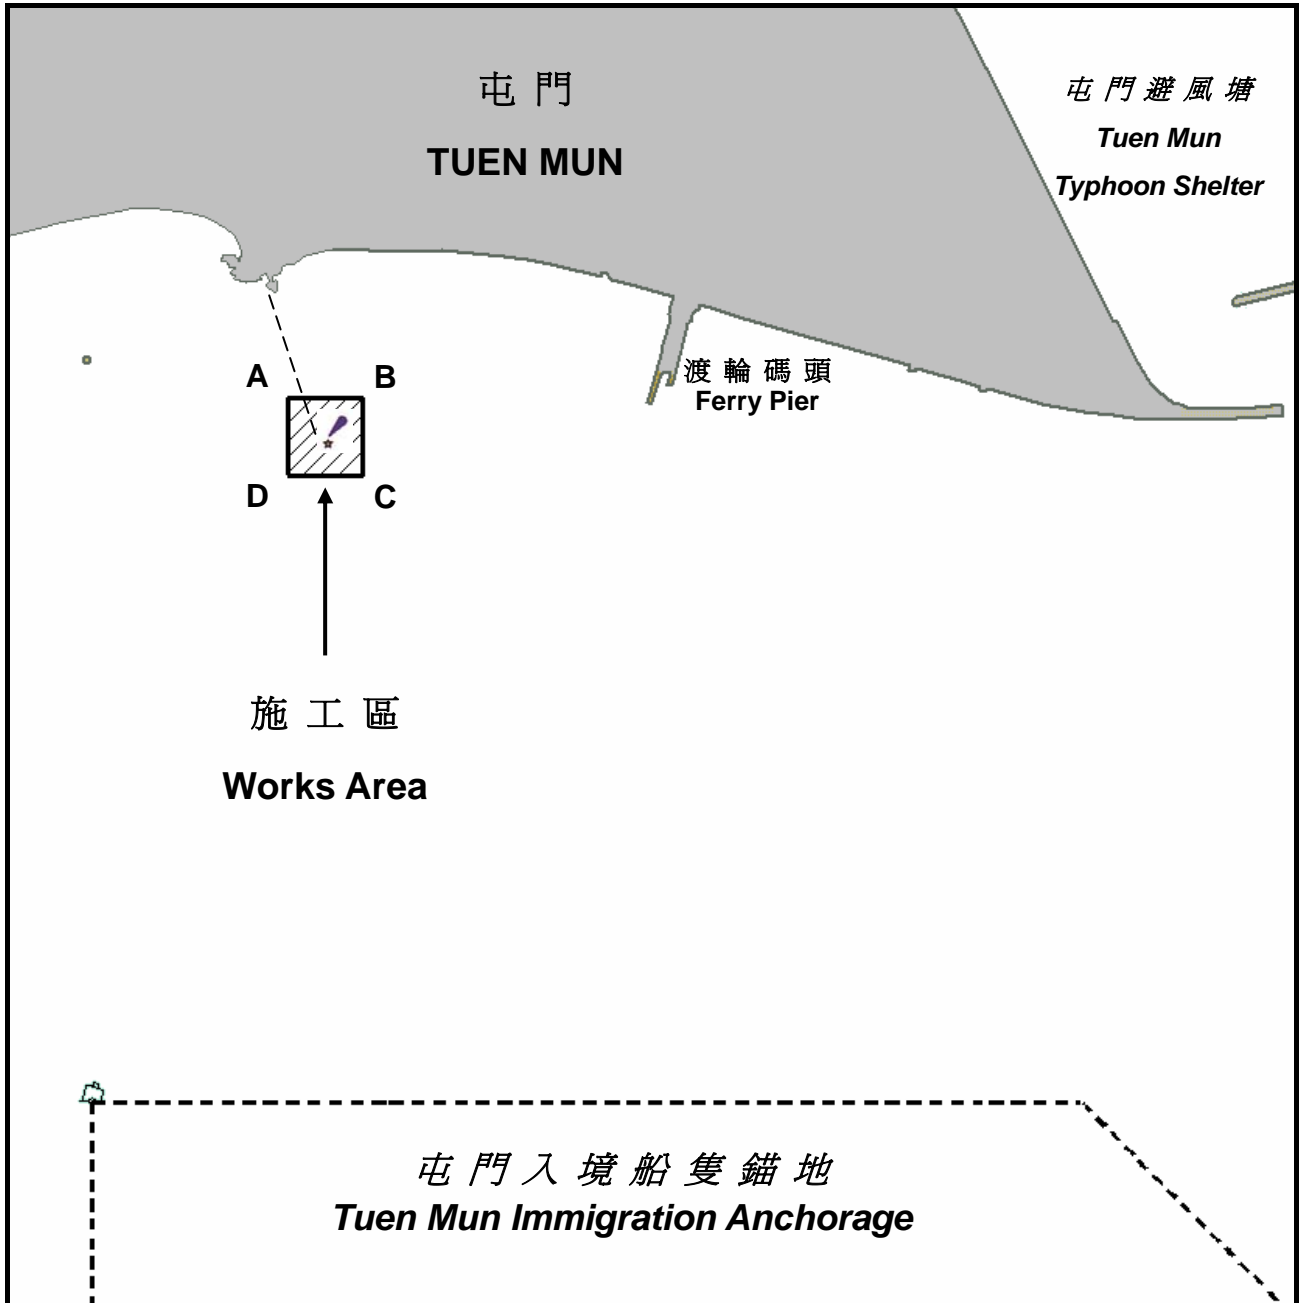 屯門
TUEN MUN
屯門避風塘
Tuen Mun
Typhoon Shelter
渡輪碼頭
Ferry Pier
A
B
D
C
施工區
Works Area
屯門入境船隻錨地
Tuen Mun Immigration Anchorage